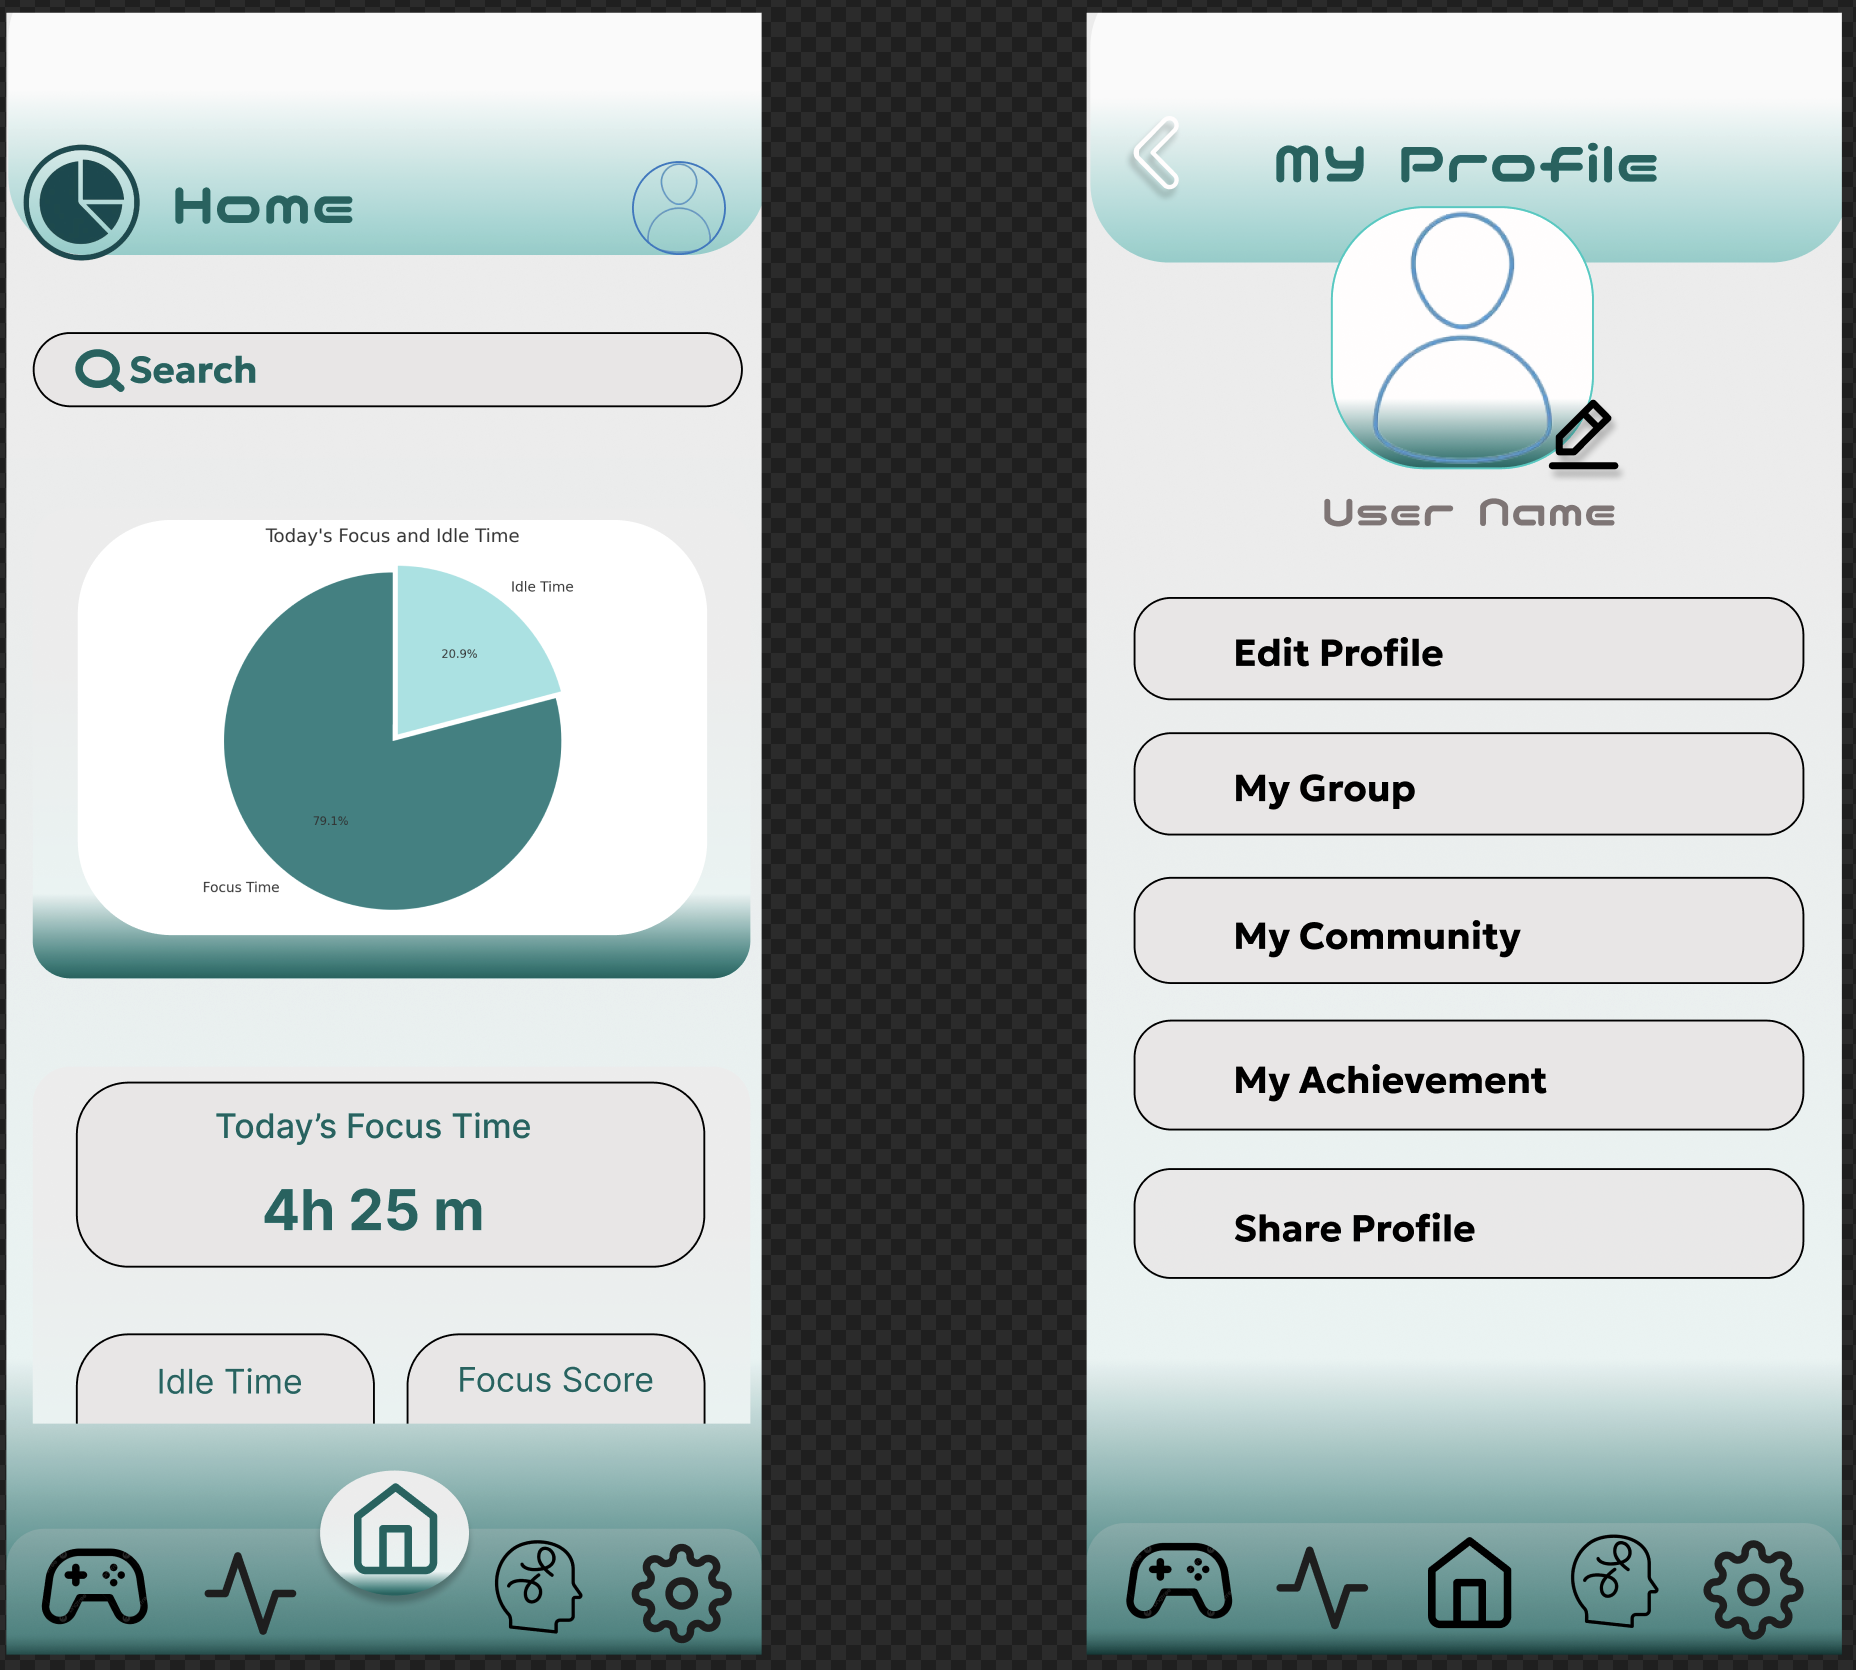 Home
Search
Today's Focus and Idle Time
Idle Time
20.9%
79.1%
Focus Time
Today’s Focus Time
4h 25 m
Idle Time
Focus Score
My Profile
User Name
Edit Profile
My Group
My Community
My Achievement
Share Profile